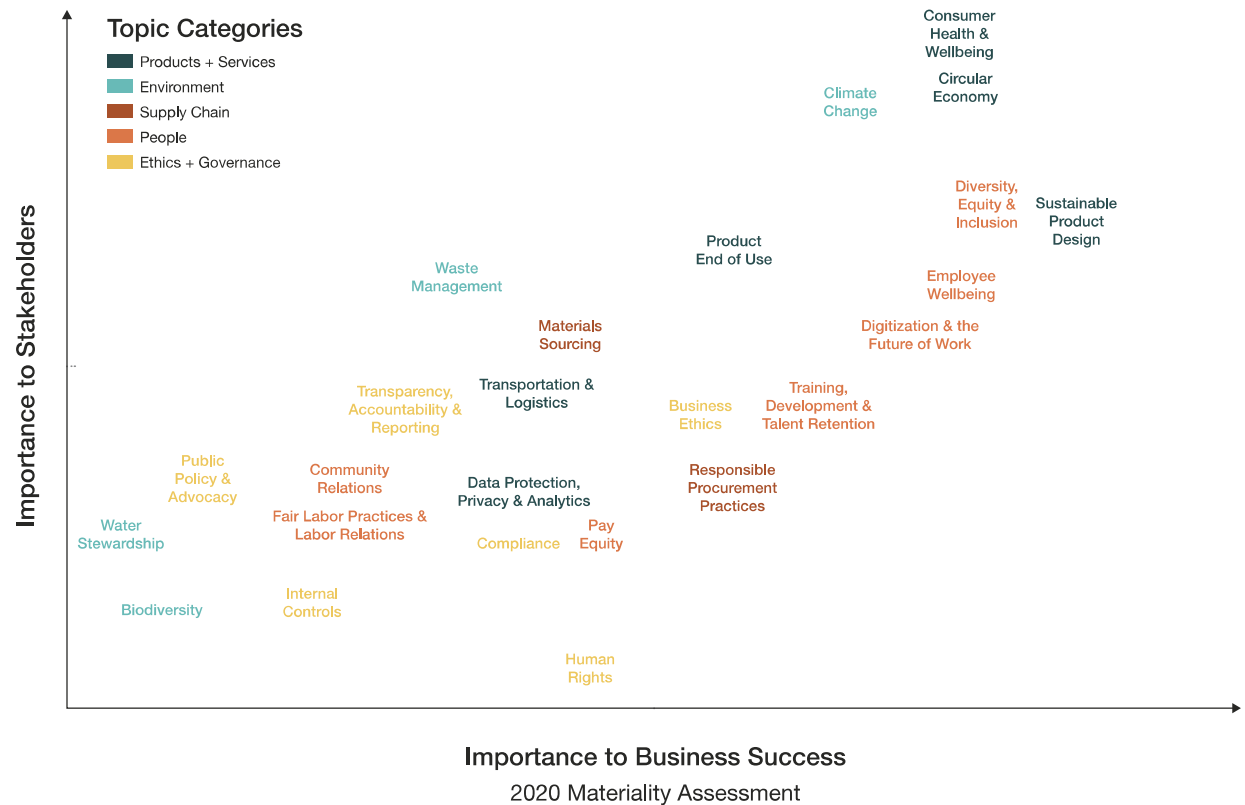 Topic Categories
Products + Services
Environment
Supply Chain
People
Ethics + Governance
Consumer
Health &
Wellbeing
Circular
Economy
Climate
Change
Diversity,
Equity &
Inclusion
Sustainable
Product
Design
Product
End of Use
Waste
Management
Employee
Wellbeing
Materials
Sourcing
Digitization & the
Future of Work
Transparency,
Accountability &
Reporting
Transportation &
Logistics
Business
Ethics
Training,
Development &
Talent Retention
Public
Policy &
Advocacy
Community
Relations
Data Protection,
Privacy & Analytics
Responsible
Procurement
Practices
Water
Stewardship
Fair Labor Practices &
Labor Relations
Compliance
Pay
Equity
Biodiversity
Internal
Controls
Human
Rights
Importance to Stakeholders
Importance to Business Success
2020 Materiality Assessment